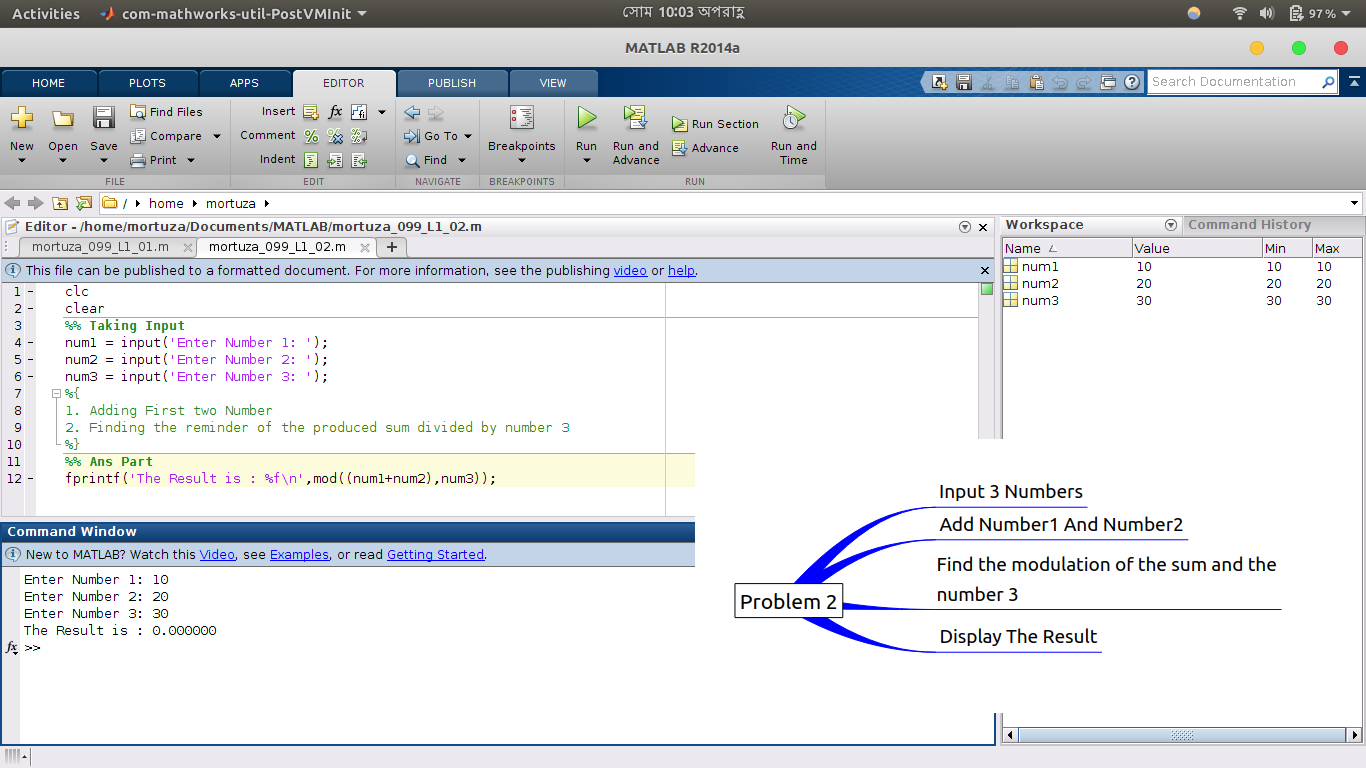 Activities com-mathworks-util-PostVMInit সোম 10:03 অপরাহ্ণ 97 %
MATLAB R2014a
HOME PLOTS APPS EDITOR PUBLISH VIEW Search Documentation
New Open Save Find Files Compare Print
Insert fx
Comment
Indent
Go To Find
Breakpoints
Run Run and Advance Run Section Advance Run and Time
FILE EDIT NAVIGATE BREAKPOINTS RUN
/ home mortuza
Editor - /home/mortuza/Documents/MATLAB/mortuza_099_L1_02.m
mortuza_099_L1_01.m mortuza_099_L1_02.m
This file can be published to a formatted document. For more information, see the publishing video or help.
1 - clc
2 - clear
3 %% Taking Input
4 - num1 = input('Enter Number 1: ');
5 - num2 = input('Enter Number 2: ');
6 - num3 = input('Enter Number 3: ');
7 %{
8 1. Adding First two Number
9 2. Finding the reminder of the produced sum divided by number 3
10 %}
11 %% Ans Part
12 - fprintf('The Result is : %f\n',mod((num1+num2),num3));
Command Window
New to MATLAB? Watch this Video, see Examples, or read Getting Started.
Enter Number 1: 10
Enter Number 2: 20
Enter Number 3: 30
The Result is : 0.000000
fx >>
Workspace Command History
Name Value Min Max
num1 10 10 10
num2 20 20 20
num3 30 30 30
Problem 2
Input 3 Numbers
Add Number1 And Number2
Find the modulation of the sum and the
number 3
Display The Result